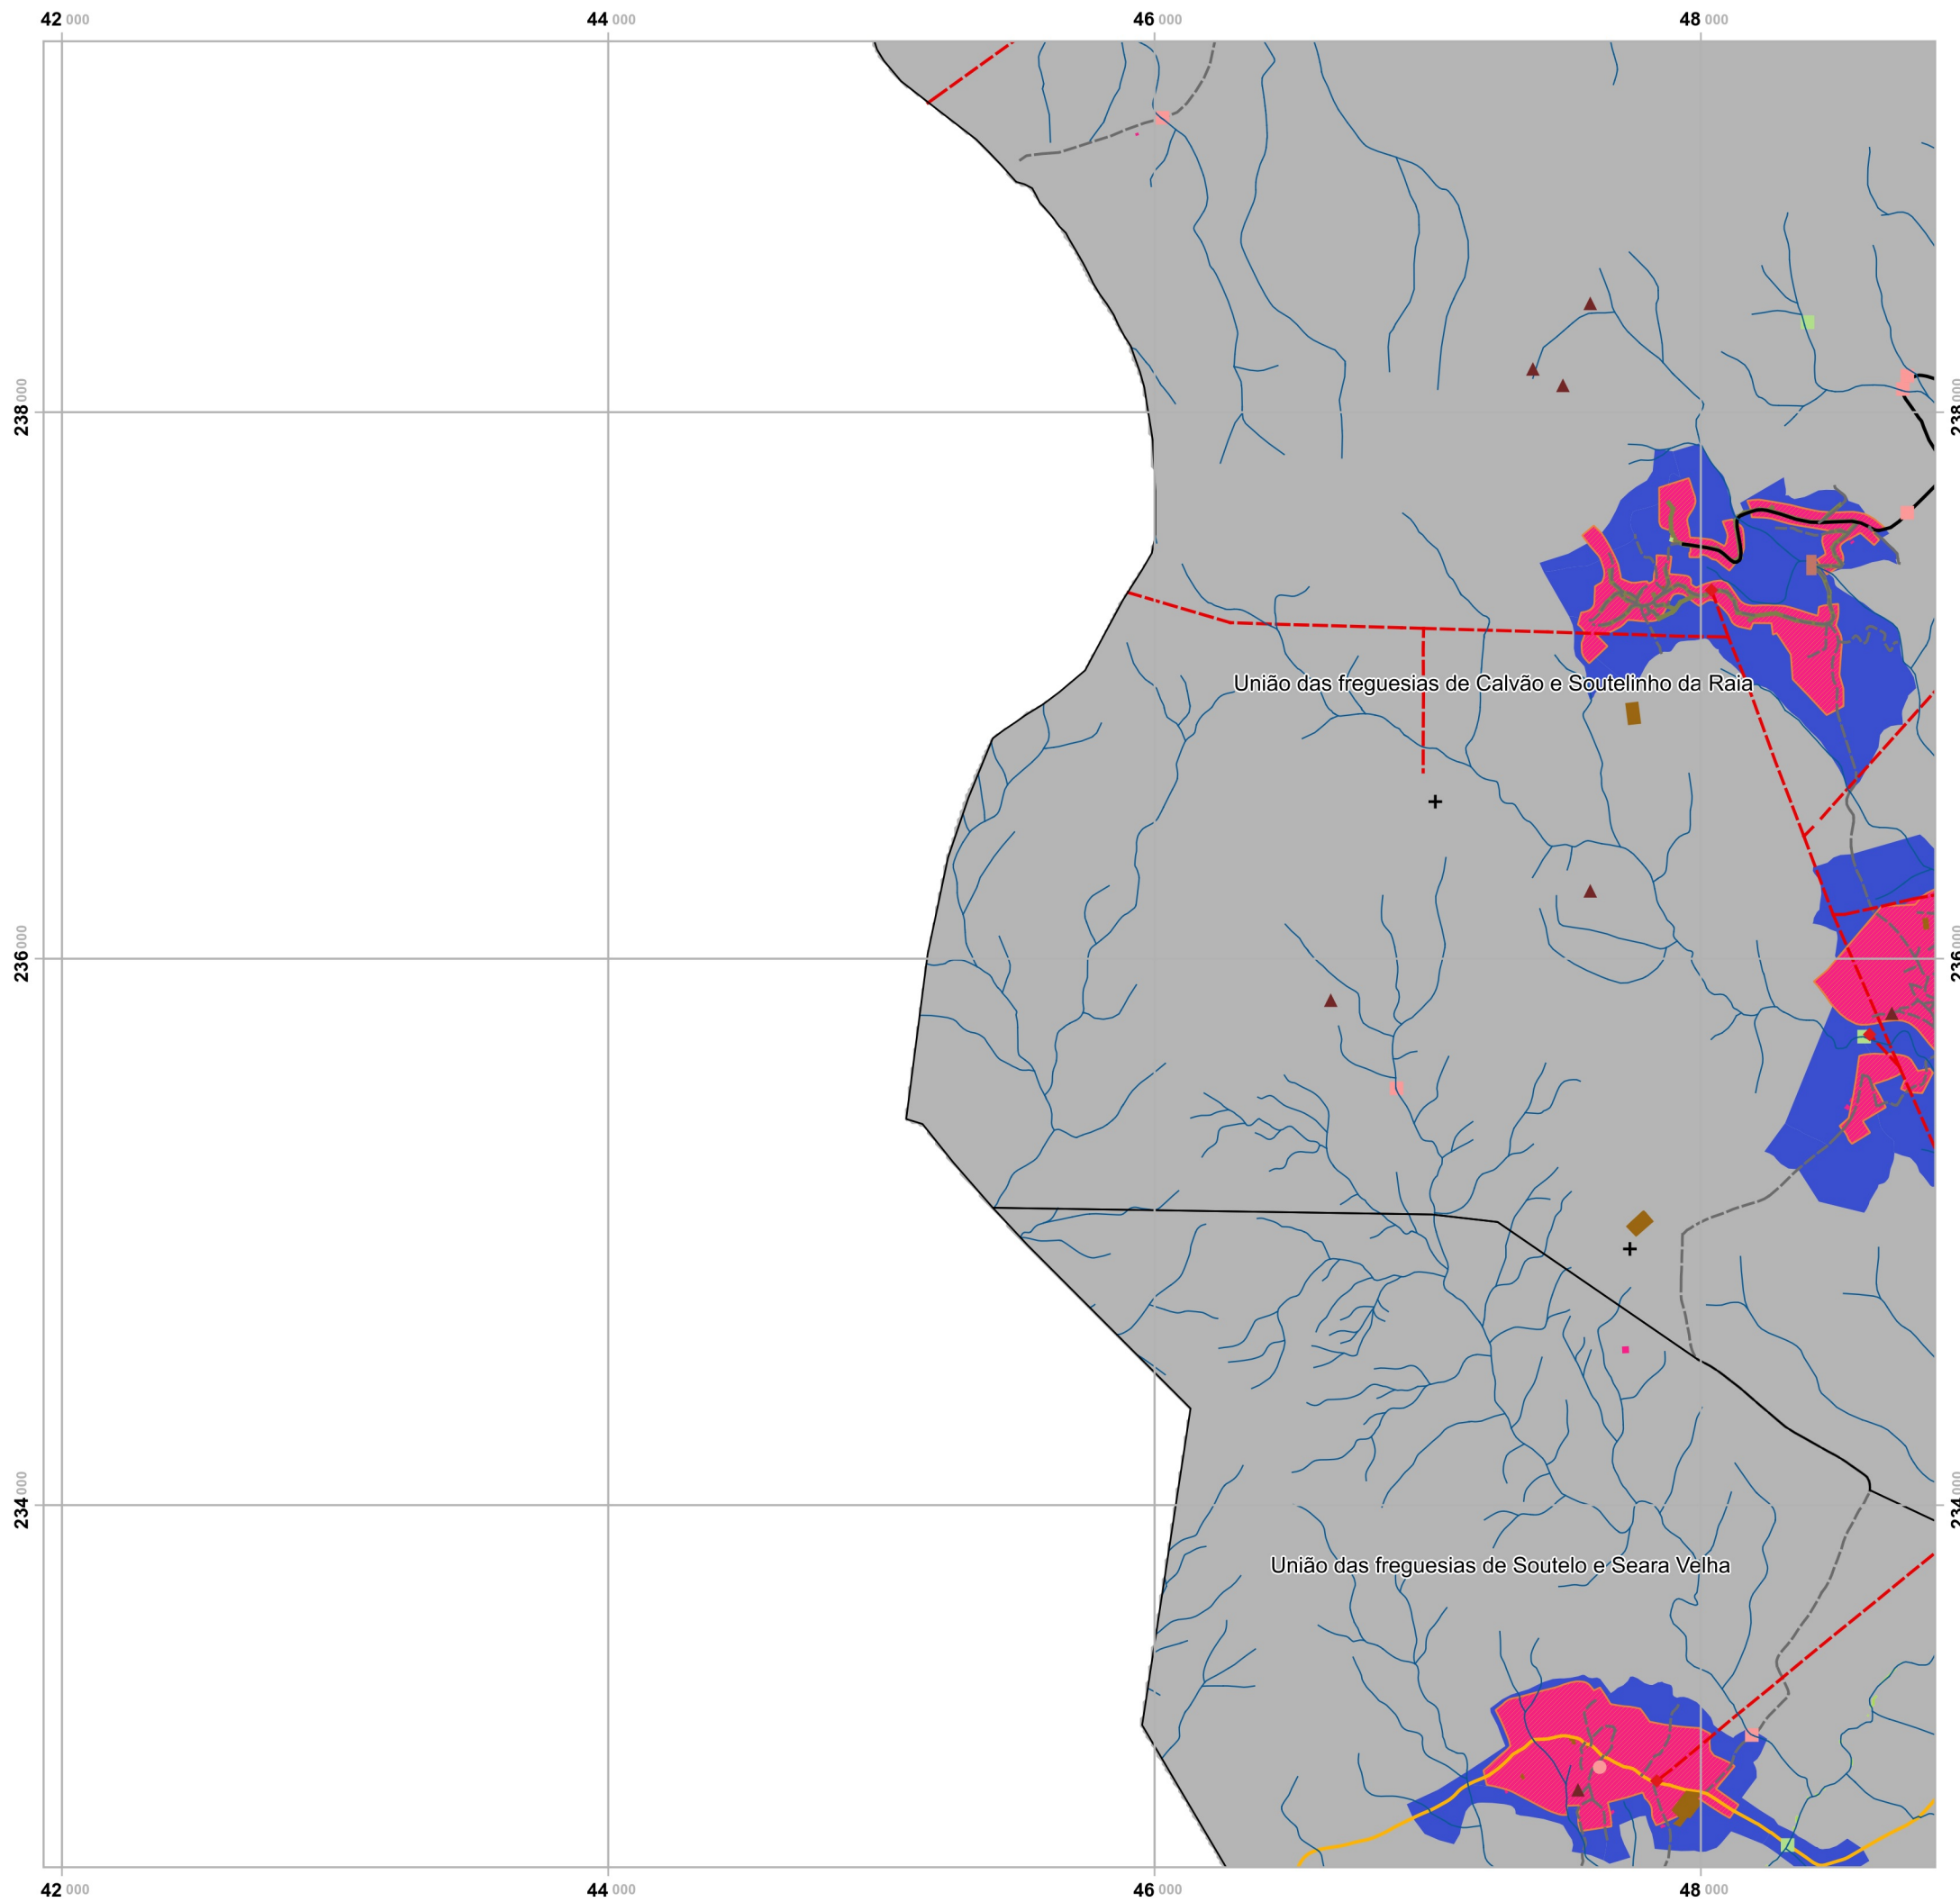 42 000 44 000 46 000 48 000
238 000 238 000
União das freguesias de Calvão e Soutelinho da Raia
236 000 236 000
234 000 234 000
União das freguesias de Soutelo e Seara Velha
42 000 44 000 46 000 48 000